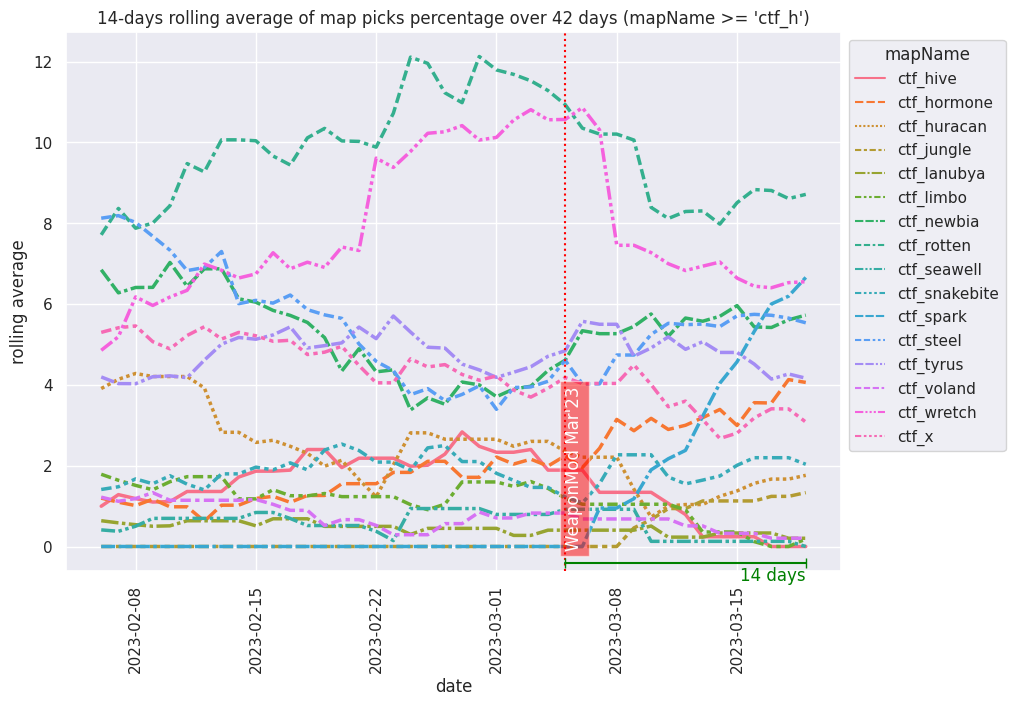 14-days rolling average of map picks percentage over 42 days (mapName >= 'ctf_h')
12
10
8
6
4
2
0
rolling average
2023-02-08
2023-02-15
2023-02-22
2023-03-01
2023-03-08
2023-03-15
date
WeaponMod Mar'23
14 days
mapName
ctf_hive
ctf_hormone
ctf_huracan
ctf_jungle
ctf_lanubya
ctf_limbo
ctf_newbia
ctf_rotten
ctf_seawell
ctf_snakebite
ctf_spark
ctf_steel
ctf_tyrus
ctf_voland
ctf_wretch
ctf_x